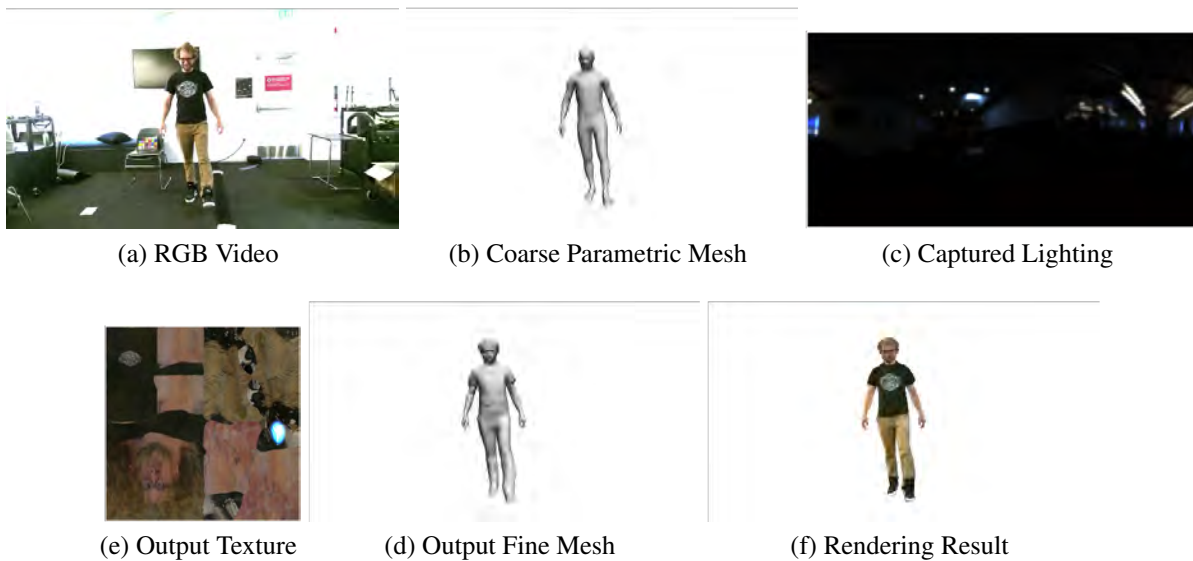 (a) RGB Video
(b) Coarse Parametric Mesh
(c) Captured Lighting
(e) Output Texture
(d) Output Fine Mesh
(f) Rendering Result